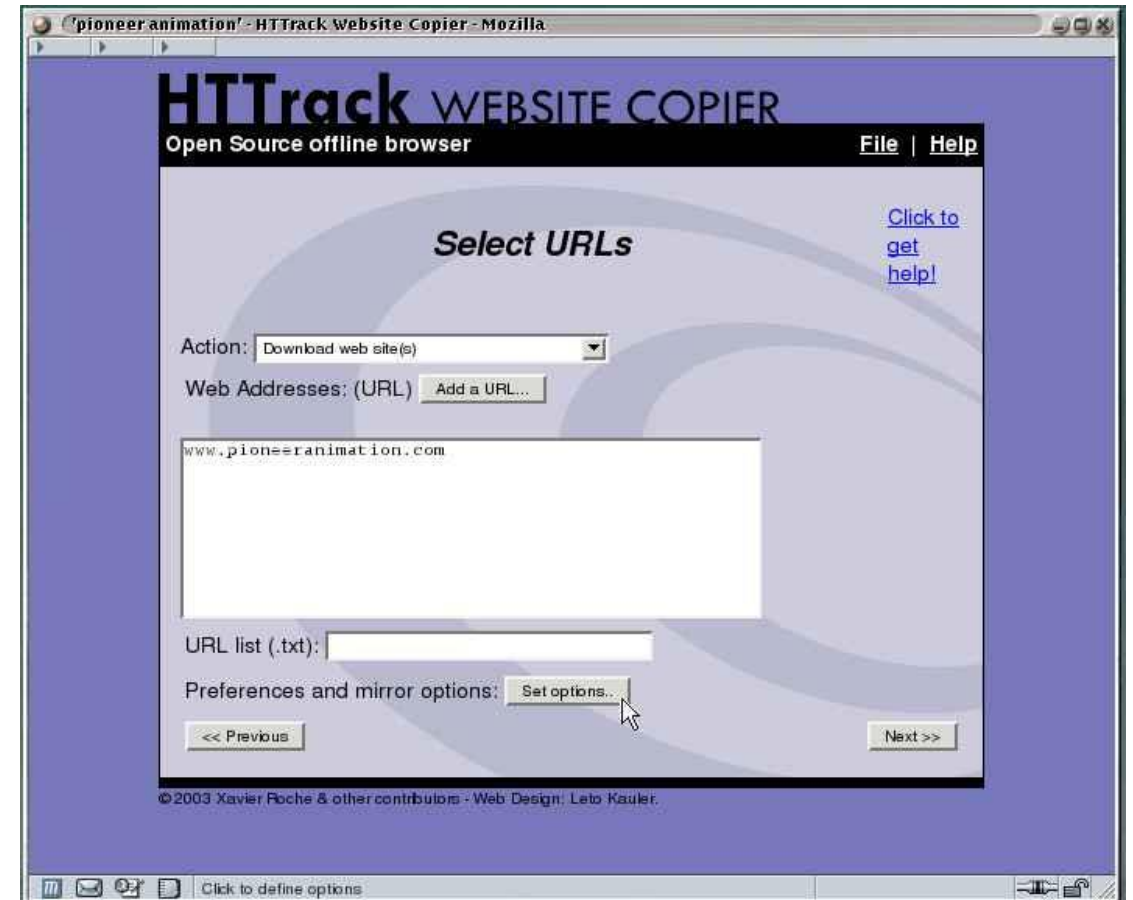 'pioneer animation' - HTTrack Website Copier - Mozilla
HTTrack WEBSITE COPIER
Open Source offline browser
File | Help
Select URLs
Click to
get
help!
Action: Download web site(s)
Web Addresses: (URL) Add a URL...
www.pioneeranimation.com
URL list (.txt):
Preferences and mirror options: Set options..
<< Previous
Next >>
©2003 Xavier Roche & other contributors - Web Design: Leto Kauler.
Click to define options